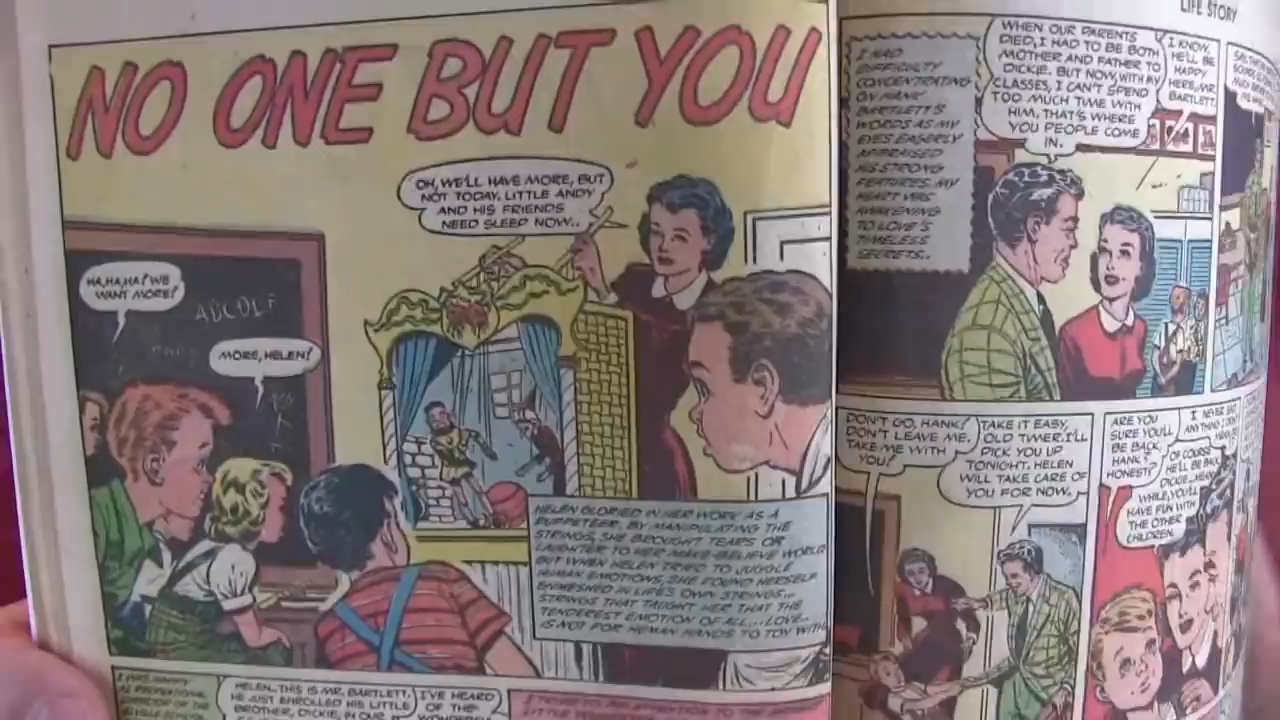 NO ONE BUT YOU
OH, WE'LL HAVE MORE, BUT
NOT TODAY. LITTLE ANDY
AND HIS FRIENDS
NEED SLEEP NOW..
HA, HA, HA! WE
WANT MORE!
ABCDEF
MORE, HELEN!
HELEN GLORIED IN HER WORK AS A
PUPPETEER, BY MANIPULATING THE
STRINGS, SHE BROUGHT TEARS OR
LAUGHTER TO HER MAKE-BELIEVE WORLD
BUT WHEN HELEN TRIED TO JUGGLE
HUMAN EMOTIONS, SHE FOUND HERSELF
ENMESHED IN LIFE'S OWN STRINGS...
STRINGS THAT TAUGHT HER THAT THE
TENDEREST EMOTION OF ALL...LOVE..
IS NOT FOR HUMAN HANDS TO TOY WITH
HELEN, THIS IS MR. BARTLETT.
HE JUST ENROLLED HIS LITTLE
BROTHER, DICKIE, IN OUR
I'VE HEARD
OF THE
LIFE STORY
I HAD
DIFFICULTY
CONCENTRATING
ON HANK
BARTLETT'S
WORDS AS MY
EYES EAGERLY
APPRAISED
HIS STRONG
FEATURES. MY
HEART WAS
AWAKENING
TO LOVE'S
TIMELESS
SECRETS..
WHEN OUR PARENTS
DIED, I HAD TO BE BOTH
MOTHER AND FATHER TO
DICKIE. BUT NOW, WITH MY
CLASSES, I CAN'T SPEND
TOO MUCH TIME WITH
HIM, THAT'S WHERE
YOU PEOPLE COME
IN.
I KNOW.
HE'LL BE
HAPPY
HERE, MR.
BARTLETT.
DON'T GO, HANK!
DON'T LEAVE ME.
TAKE ME WITH
YOU!
TAKE IT EASY,
OLD TIMER. I'LL
PICK YOU UP
TONIGHT. HELEN
WILL TAKE CARE OF
YOU FOR NOW.
ARE YOU
SURE YOU'LL
BE BACK,
HANK?
HONEST?
OF COURSE
HE'LL BE BACK
DICKIE..
WHILE, YOU'LL
HAVE FUN WITH
THE OTHER
CHILDREN.
I NEVER